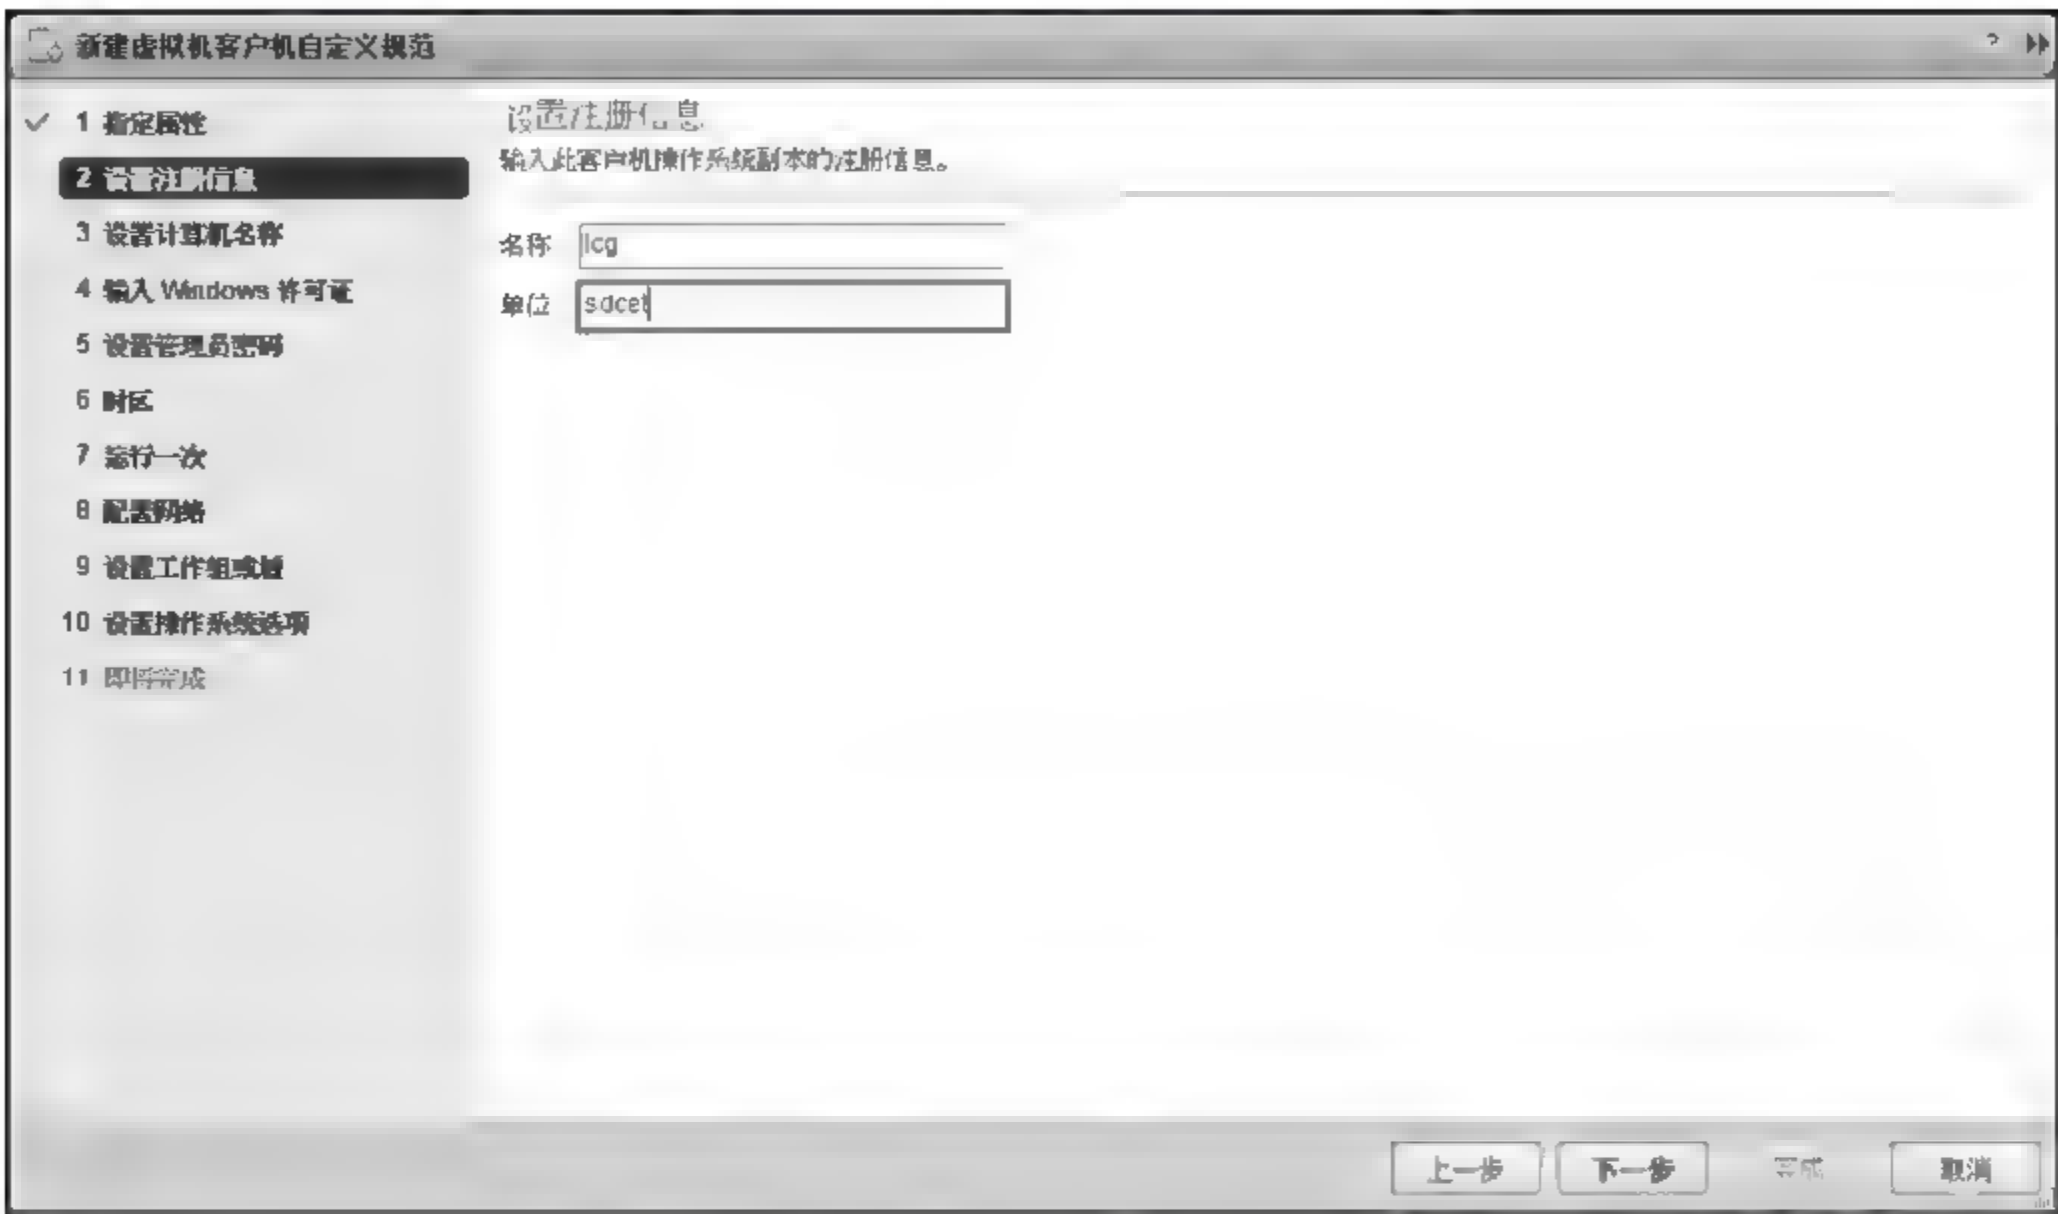 新建虚拟机客户机自定义规范 ?
1 指定属性
2 设置注册信息
3 设置计算机名称
4 输入 Windows 许可证
5 设置管理员密码
6 时区
7 运行一次
8 配置网络
9 设置工作组或域
10 设置操作系统选项
11 即将完成
设置注册信息
输入此客户机操作系统副本的注册信息。
名称 lcg
单位 sdcet
上一步 下一步 完成 取消